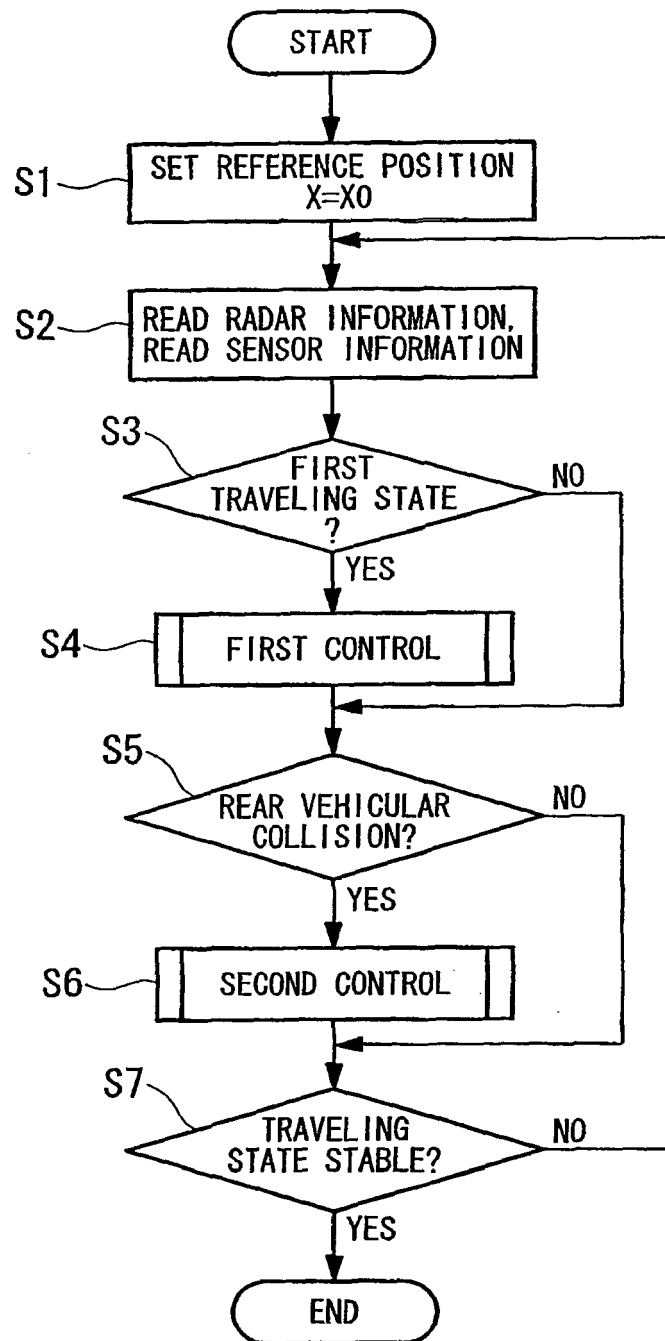 START
S1
SET REFERENCE POSITION
X=X0
S2
READ RADAR INFORMATION,
READ SENSOR INFORMATION
S3
FIRST
TRAVELING STATE
?
NO
YES
S4
FIRST CONTROL
S5
REAR VEHICULAR
COLLISION?
NO
YES
S6
SECOND CONTROL
S7
TRAVELING
STATE STABLE?
NO
YES
END